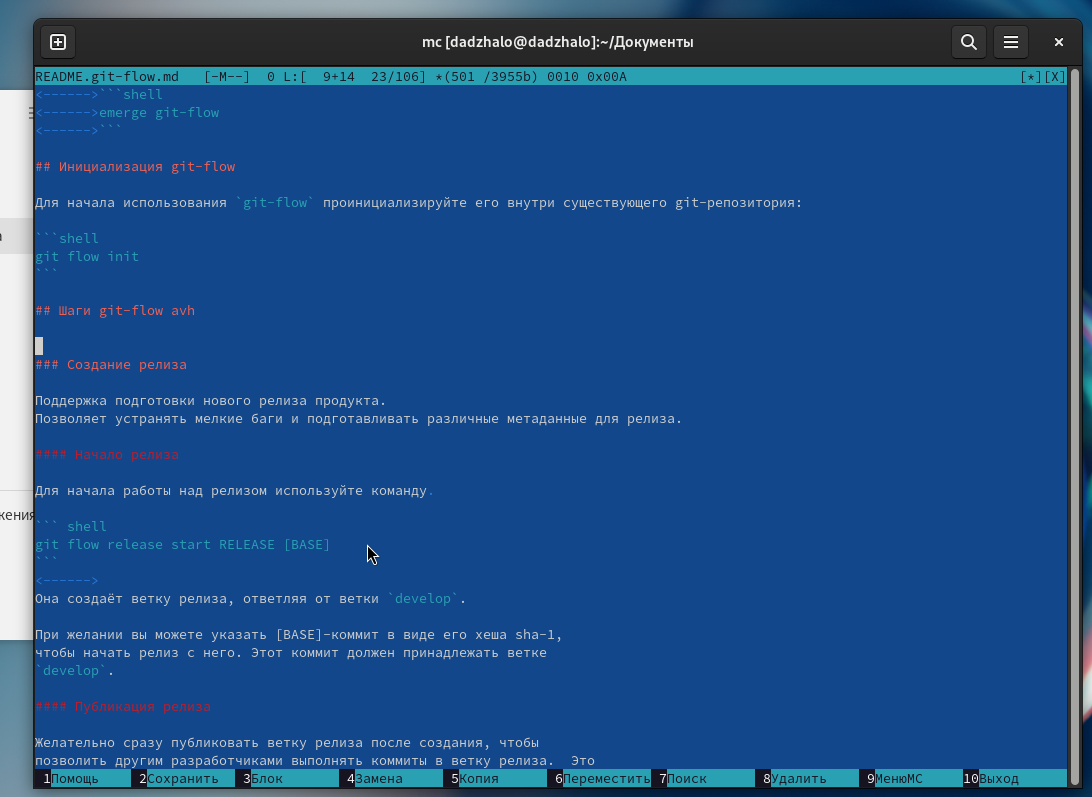 mc [dadzhalo@dadzhalo]:~/Документы
README.git-flow.md   [-M--]  0 L:[  9+14  23/106] *(501 /3955b) 0010 0x00A [*][X]
<------>```shell
<------>emerge git-flow
<------>```
## Инициализация git-flow
Для начала использования `git-flow` проинициализируйте его внутри существующего git-репозитория:
```shell
git flow init
```
## Шаги git-flow avh
### Создание релиза
Поддержка подготовки нового релиза продукта.
Позволяет устранять мелкие баги и подготавливать различные метаданные для релиза.
#### Начало релиза
Для начала работы над релизом используйте команду.
``` shell
git flow release start RELEASE [BASE]
```
<------>
Она создаёт ветку релиза, ответляя от ветки `develop`.
При желании вы можете указать [BASE]-коммит в виде его хеша sha-1,
чтобы начать релиз с него. Этот коммит должен принадлежать ветке
`develop`.
#### Публикация релиза
Желательно сразу публиковать ветку релиза после создания, чтобы
позволить другим разработчиками выполнять коммиты в ветку релиза.  Это
1Помощь 2Сохранить 3Блок 4Замена 5Копия 6Переместить 7Поиск 8Удалить 9МенюMC 10Выход